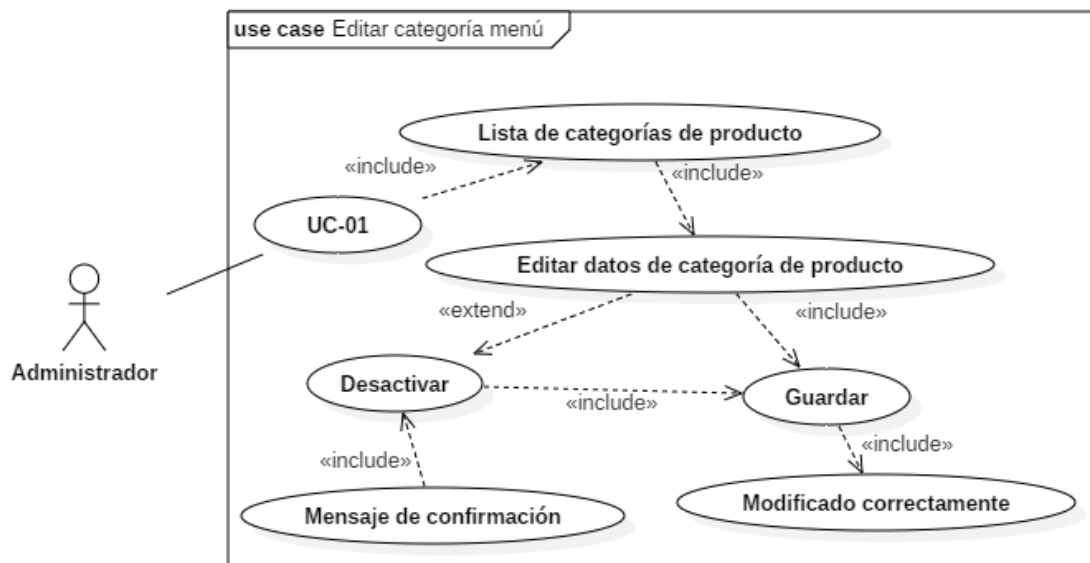 use case Editar categoría menú
Lista de categorías de producto
«include»
«include»
UC-01
Editar datos de categoría de producto
«extend»
«include»
Administrador
Desactivar
«include»
Guardar
«include»
«include»
Mensaje de confirmación
Modificado correctamente